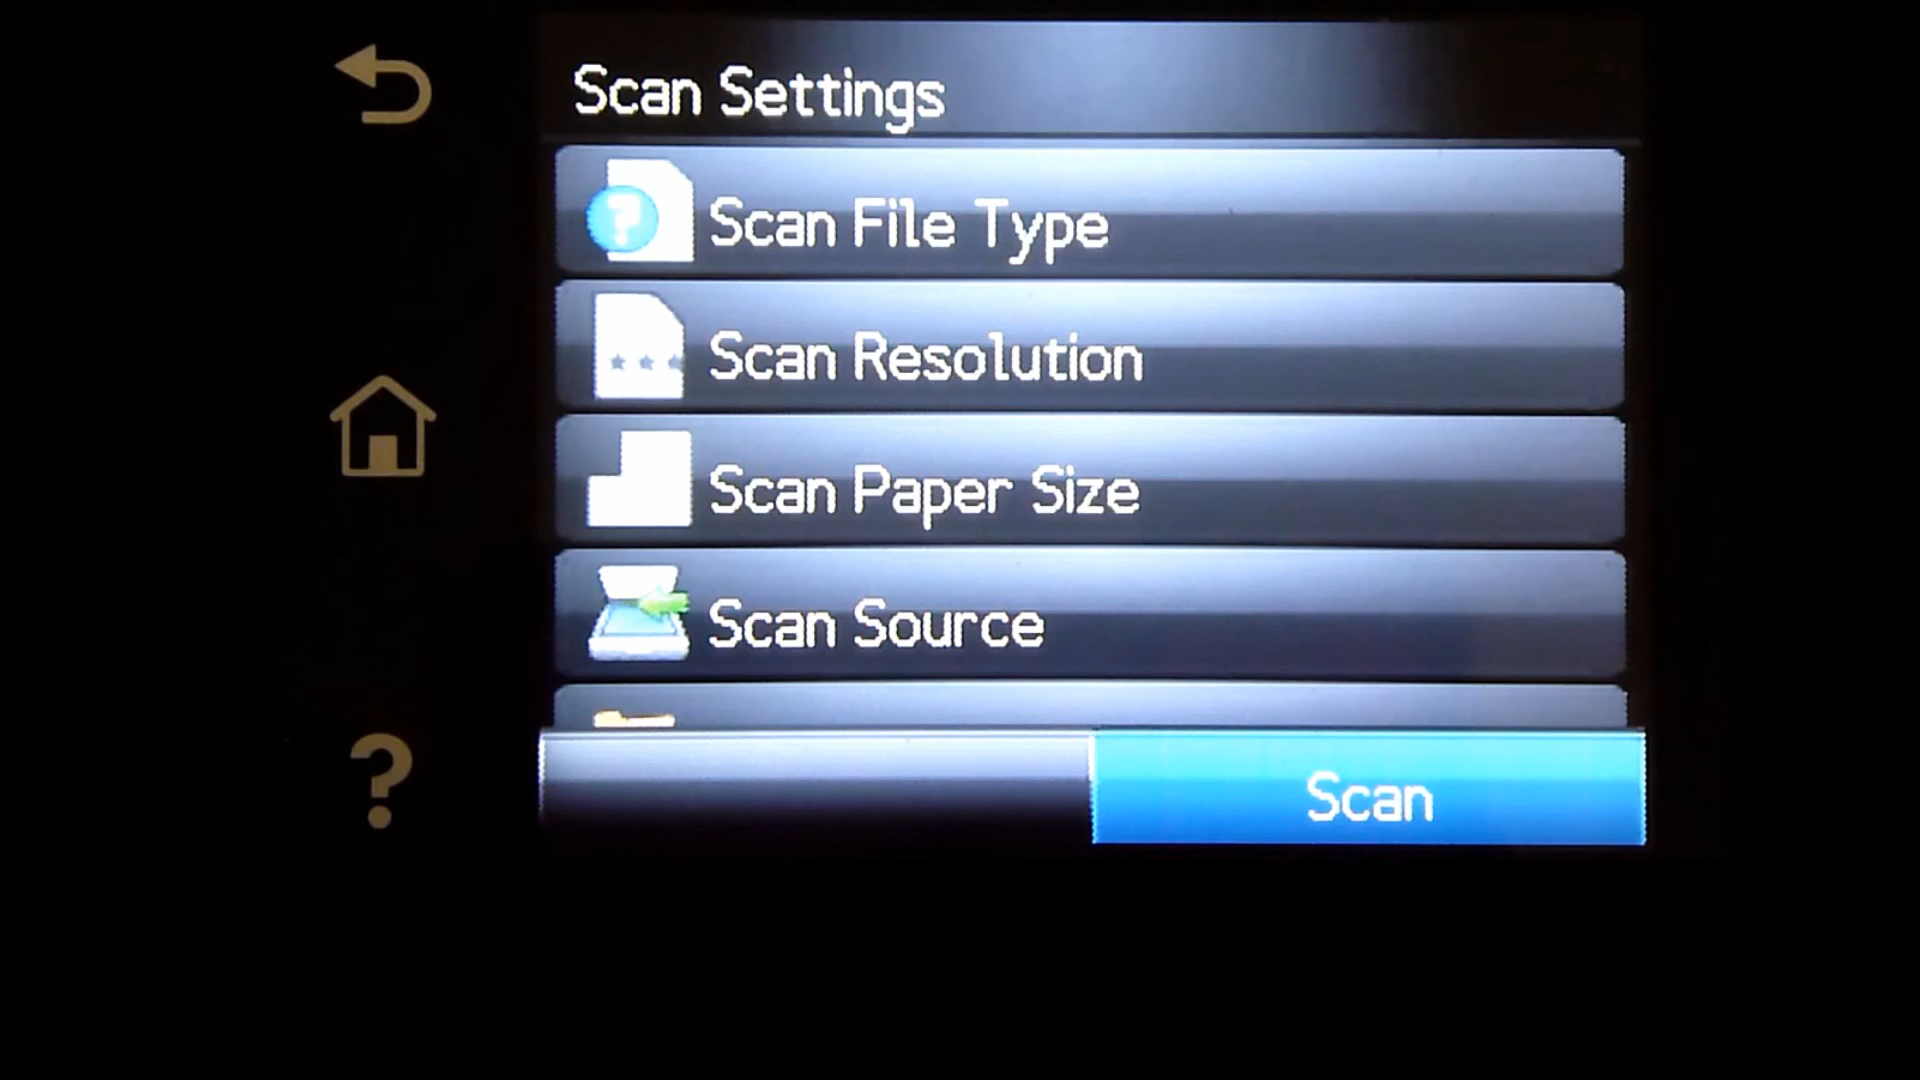 Scan Settings
Scan File Type
Scan Resolution
Scan Paper Size
Scan Source
Scan